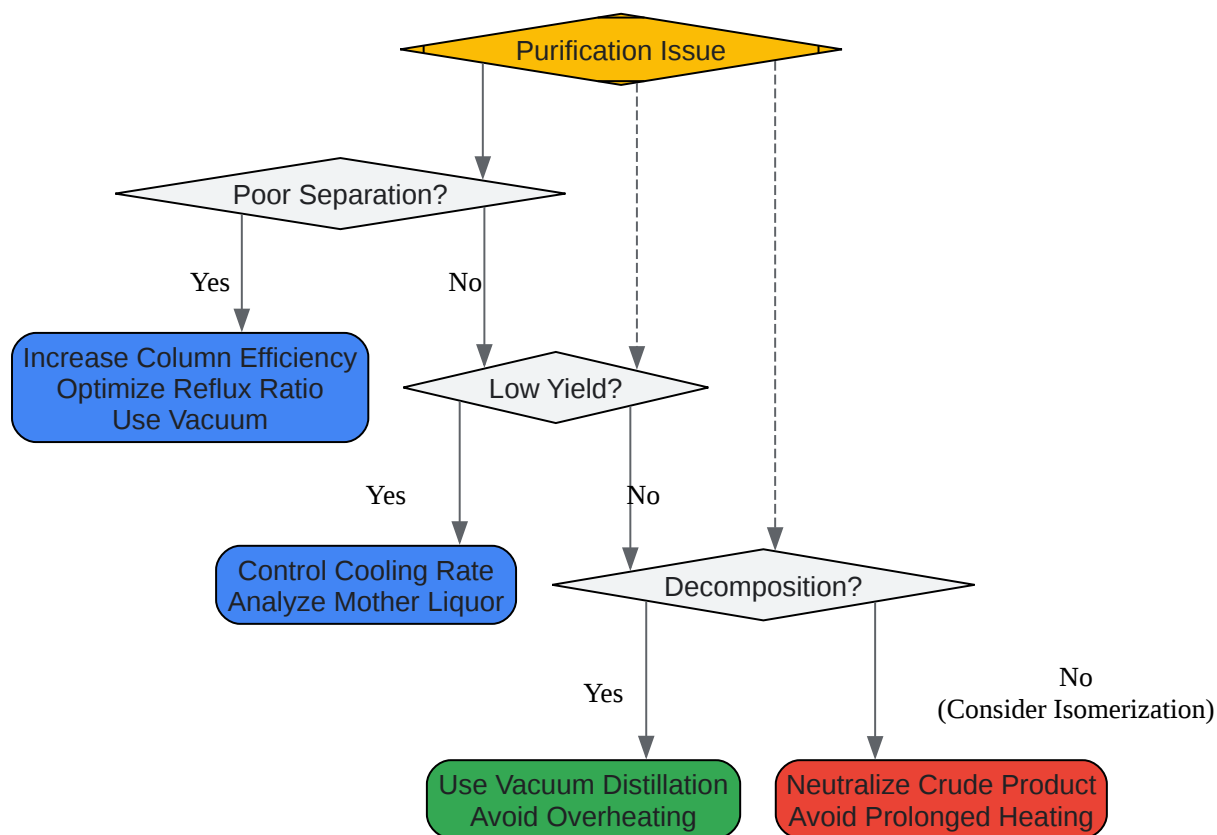 Purification Issue
Poor Separation?
Yes
No
Increase Column Efficiency
Optimize Reflux Ratio
Use Vacuum
Low Yield?
Yes
No
Control Cooling Rate
Analyze Mother Liquor
Decomposition?
Yes
No
(Consider Isomerization)
Use Vacuum Distillation
Avoid Overheating
Neutralize Crude Product
Avoid Prolonged Heating